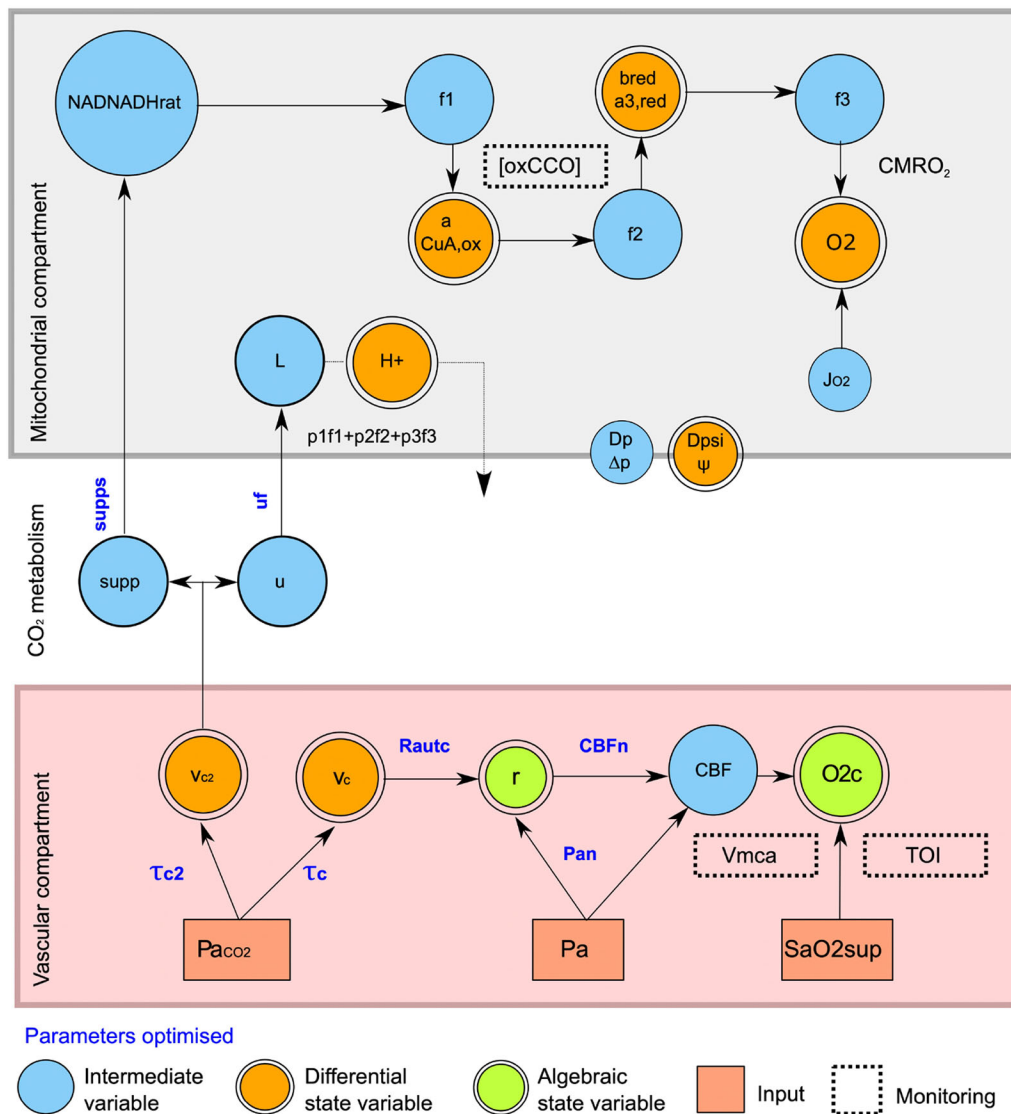 NADNADHrat
f1
bred
a3,red
f3
[oxCCO]
CMRO₂
a
CuA,ox
f2
O2
Mitochondrial compartment
L
H+
JO2
p1f1+p2f2+p3f3
Dp
Δp
Dpsi
ψ
supps
uf
CO₂ metabolism
supp
u
Vascular compartment
vc2
vc
Rautc
r
CBFn
CBF
O2c
τc2
τc
Pan
Vmca
TOI
PaCO2
Pa
SaO2sup
Parameters optimised
Intermediate
variable
Differential
state variable
Algebraic
state variable
Input
Monitoring